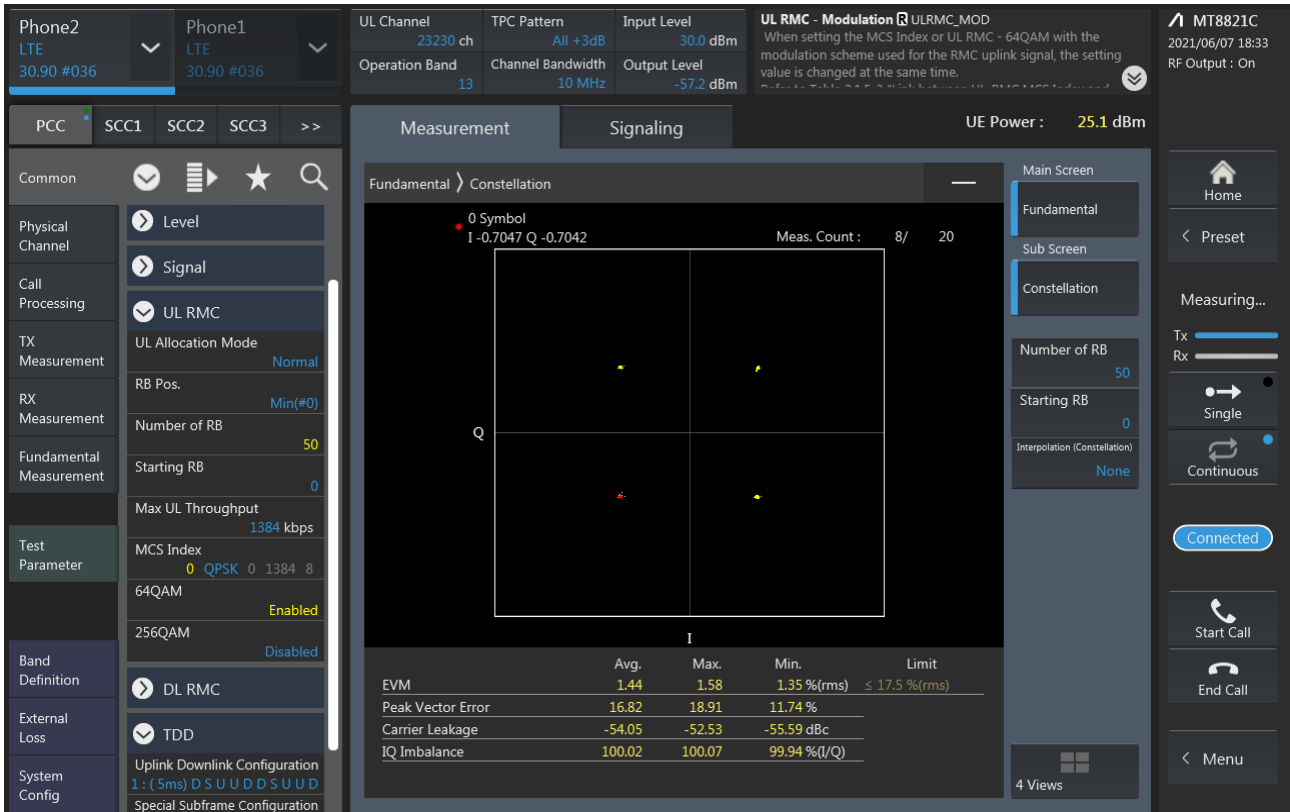 Phone2
LTE
30.90 #036
Phone1
LTE
30.90 #036
UL Channel
23230 ch
TPC Pattern
All +3dB
Input Level
30.0 dBm
Operation Band
13
Channel Bandwidth
10 MHz
Output Level
-57.2 dBm
UL RMC - Modulation R ULRMC_MOD
When setting the MCS Index or UL RMC - 64QAM with the
modulation scheme used for the RMC uplink signal, the setting
value is changed at the same time.
MT8821C
2021/06/07 18:33
RF Output : On
PCC
SCC1
SCC2
SCC3
>>
Measurement
Signaling
UE Power : 25.1 dBm
Common
Physical
Channel
Call
Processing
TX
Measurement
RX
Measurement
Fundamental
Measurement
Test
Parameter
Band
Definition
External
Loss
System
Config
Level
Signal
UL RMC
UL Allocation Mode
Normal
RB Pos.
Min(#0)
Number of RB
50
Starting RB
0
Max UL Throughput
1384 kbps
MCS Index
0 QPSK 0 1384 8
64QAM
Enabled
256QAM
Disabled
DL RMC
TDD
Uplink Downlink Configuration
1 : ( 5ms) D S U U D D S U U D
Special Subframe Configuration
Fundamental 〉 Constellation
0 Symbol
I -0.7047 Q -0.7042
Meas. Count : 8/ 20
Q
I
Avg. Max. Min. Limit
EVM 1.44 1.58 1.35 %(rms) ≤ 17.5 %(rms)
Peak Vector Error 16.82 18.91 11.74 %
Carrier Leakage -54.05 -52.53 -55.59 dBc
IQ Imbalance 100.02 100.07 99.94 %(I/Q)
Main Screen
Fundamental
Sub Screen
Constellation
Number of RB
50
Starting RB
0
Interpolation (Constellation)
None
4 Views
Home
< Preset
Measuring...
Tx
Rx
Single
Continuous
Connected
Start Call
End Call
< Menu